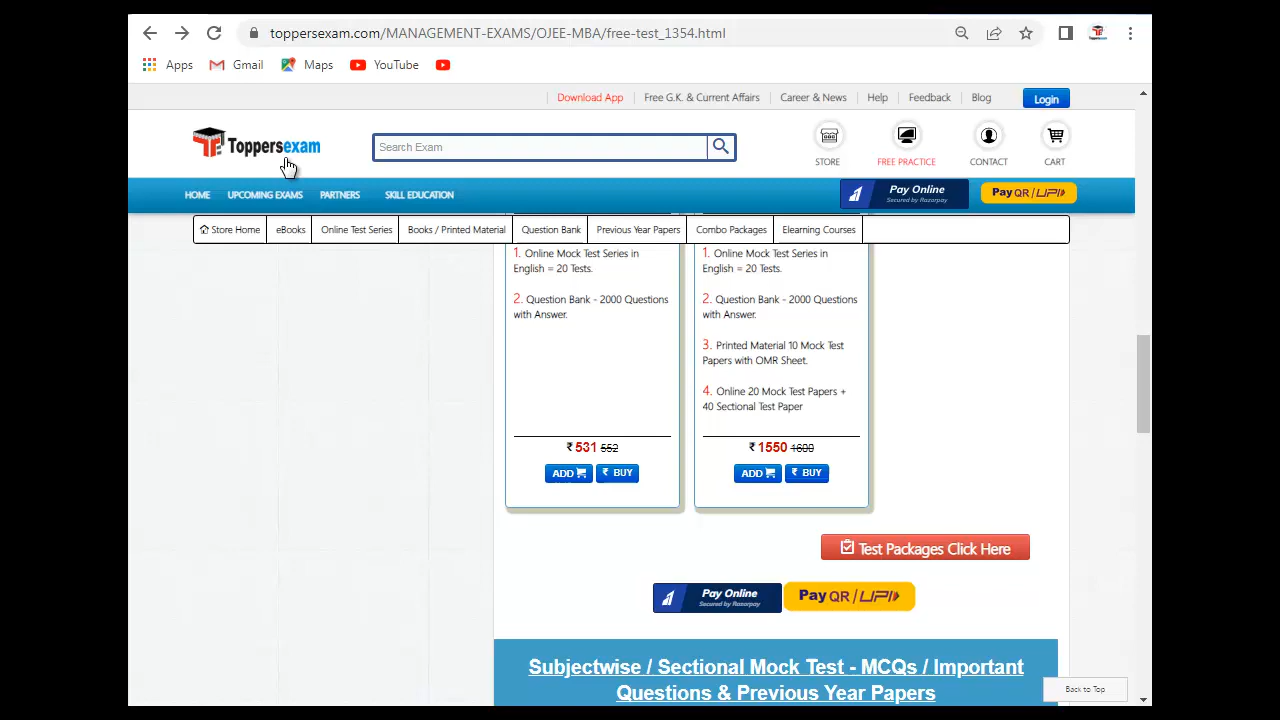 toppersexam.com/MANAGEMENT-EXAMS/OJEE-MBA/free-test_1354.html
Apps Gmail Maps YouTube
Download App Free G.K. & Current Affairs Career & News Help Feedback Blog Login
Toppersexam Search Exam STORE FREE PRACTICE CONTACT CART
HOME UPCOMING EXAMS PARTNERS SKILL EDUCATION Pay Online Secured by Razorpay Pay QR/UPI
Store Home eBooks Online Test Series Books / Printed Material Question Bank Previous Year Papers Combo Packages Elearning Courses
1. Online Mock Test Series in
English = 20 Tests.
2. Question Bank - 2000 Questions
with Answer.
₹ 531 552
ADD ₹ BUY
1. Online Mock Test Series in
English = 20 Tests.
2. Question Bank - 2000 Questions
with Answer.
3. Printed Material 10 Mock Test
Papers with OMR Sheet.
4. Online 20 Mock Test Papers +
40 Sectional Test Paper
₹ 1550 1600
ADD ₹ BUY
Test Packages Click Here
Pay Online Secured by Razorpay Pay QR/UPI
Subjectwise / Sectional Mock Test - MCQs / Important
Questions & Previous Year Papers
Back to Top